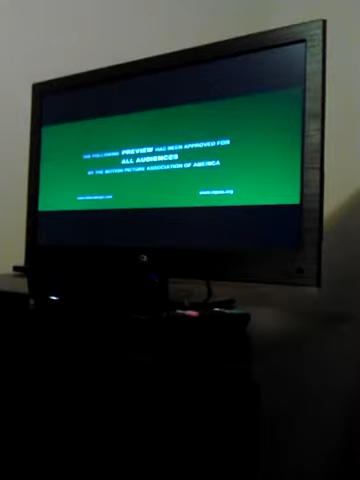 THE FOLLOWING PREVIEW HAS BEEN APPROVED FOR
ALL AUDIENCES
BY THE MOTION PICTURE ASSOCIATION OF AMERICA
www.mpaa.org